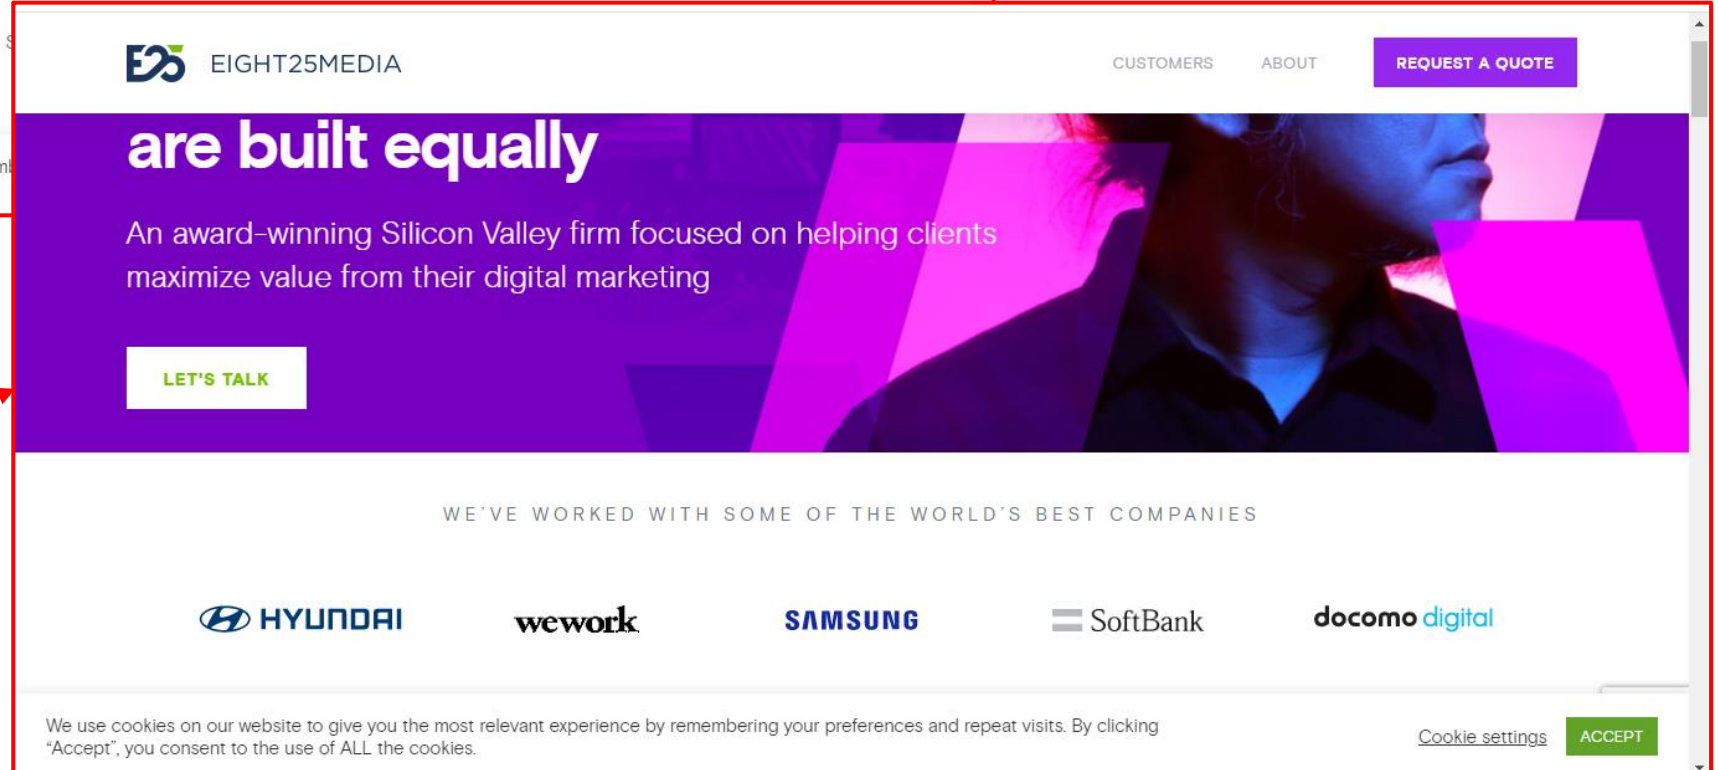 E25 EIGHT25MEDIA
CUSTOMERS ABOUT REQUEST A QUOTE
are built equally
An award-winning Silicon Valley firm focused on helping clients
maximize value from their digital marketing
LET'S TALK
WE'VE WORKED WITH SOME OF THE WORLD'S BEST COMPANIES
HYUNDAI wework SAMSUNG SoftBank docomo digital
We use cookies on our website to give you the most relevant experience by remembering your preferences and repeat visits. By clicking
"Accept", you consent to the use of ALL the cookies.
Cookie settings ACCEPT